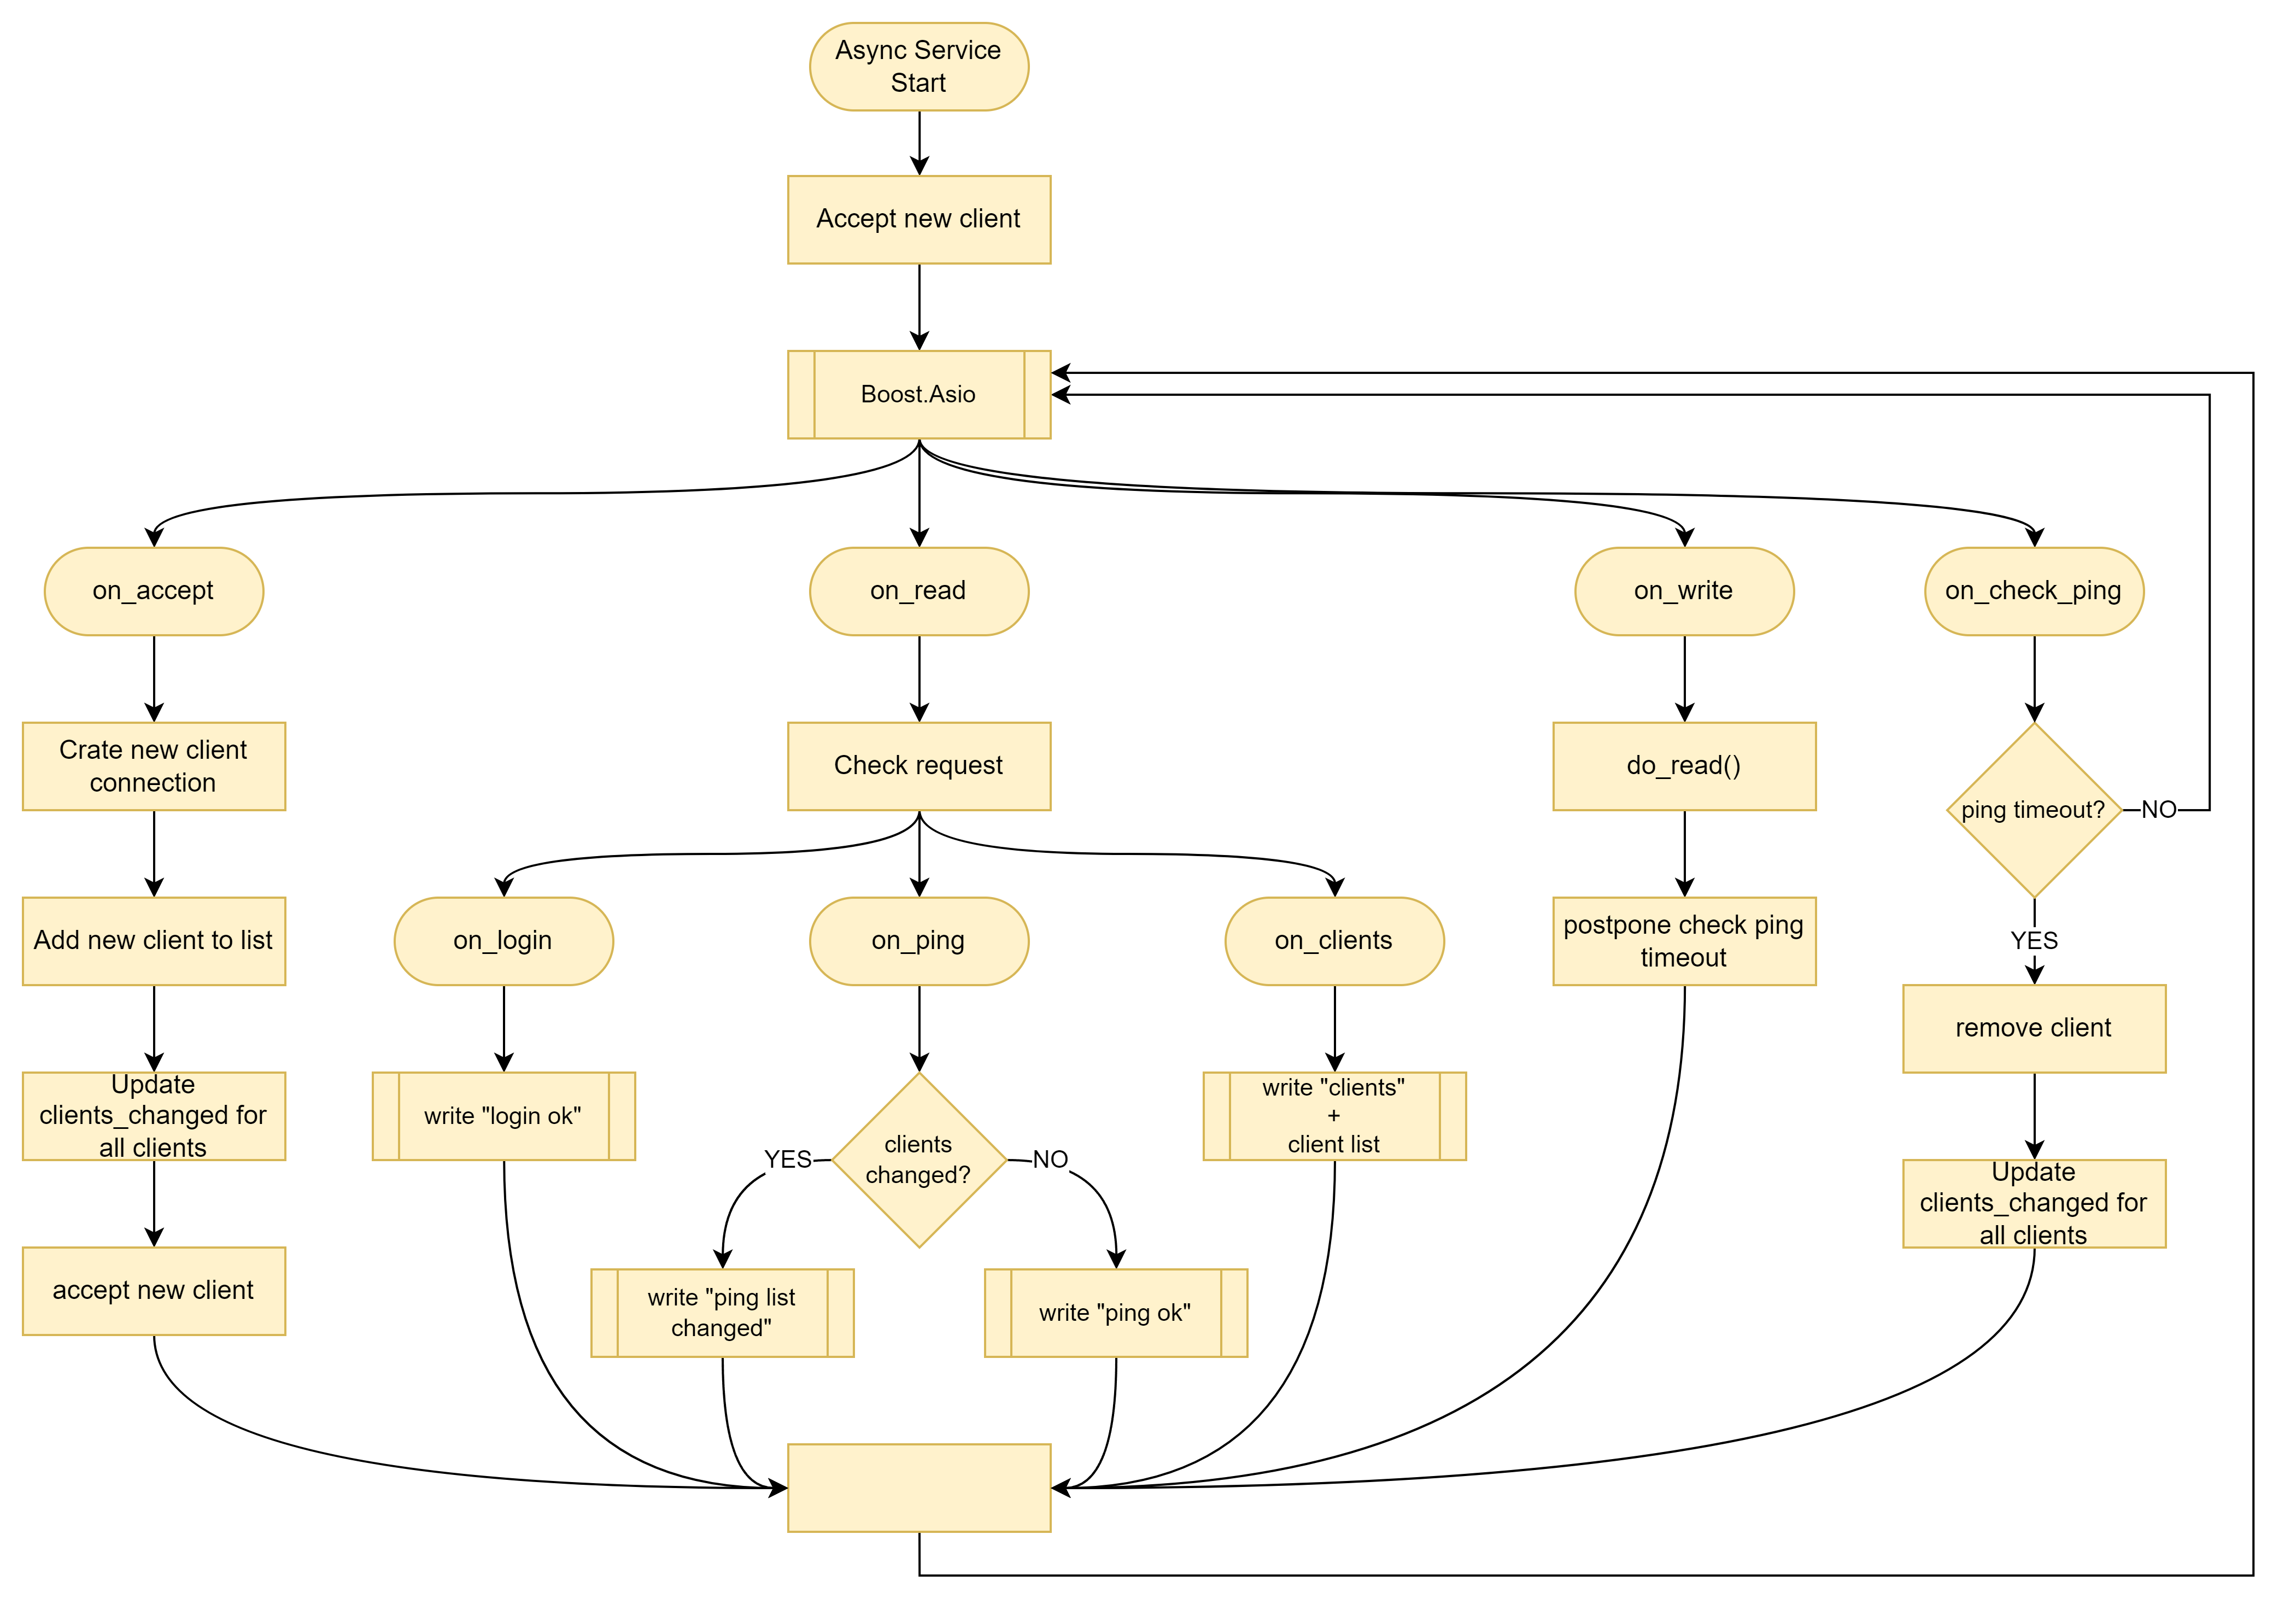 Async Service
Start
Accept new client
Boost.Asio
on_accept
on_read
on_write
on_check_ping
Crate new client
connection
Check request
do_read()
ping timeout?
NO
Add new client to list
on_login
on_ping
on_clients
postpone check ping
timeout
YES
remove client
Update
clients_changed for
all clients
write "login ok"
clients
changed?
YES
NO
write "clients"
+
client list
Update
clients_changed for
all clients
accept new client
write "ping list
changed"
write "ping ok"